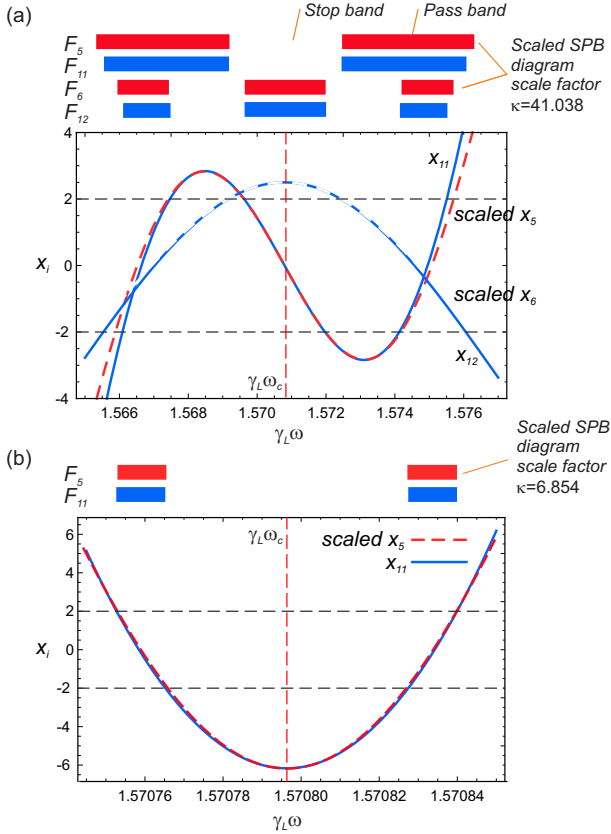 (a)
Stop band
Pass band
F5
F11
F6
F12
Scaled SPB
diagram
scale factor
κ=41.038
4
2
0
-2
-4
xi
x11
scaled x5
scaled x6
x12
γLωc
1.566
1.568
1.570
1.572
1.574
1.576
γLω
(b)
F5
F11
Scaled SPB
diagram
scale factor
κ=6.854
6
4
2
0
-2
-4
-6
xi
γLωc
scaled x5
x11
1.57076
1.57078
1.57080
1.57082
1.57084
γLω